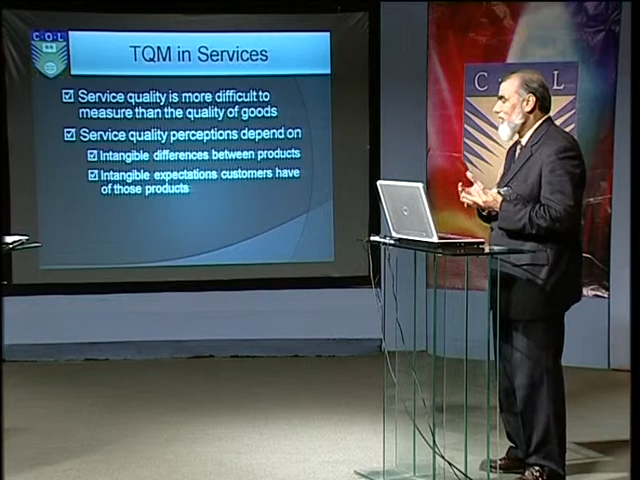 C·O·L
TQM in Services
Service quality is more difficult to
measure than the quality of goods
Service quality perceptions depend on
Intangible differences between products
Intangible expectations customers have
of those products
C O L